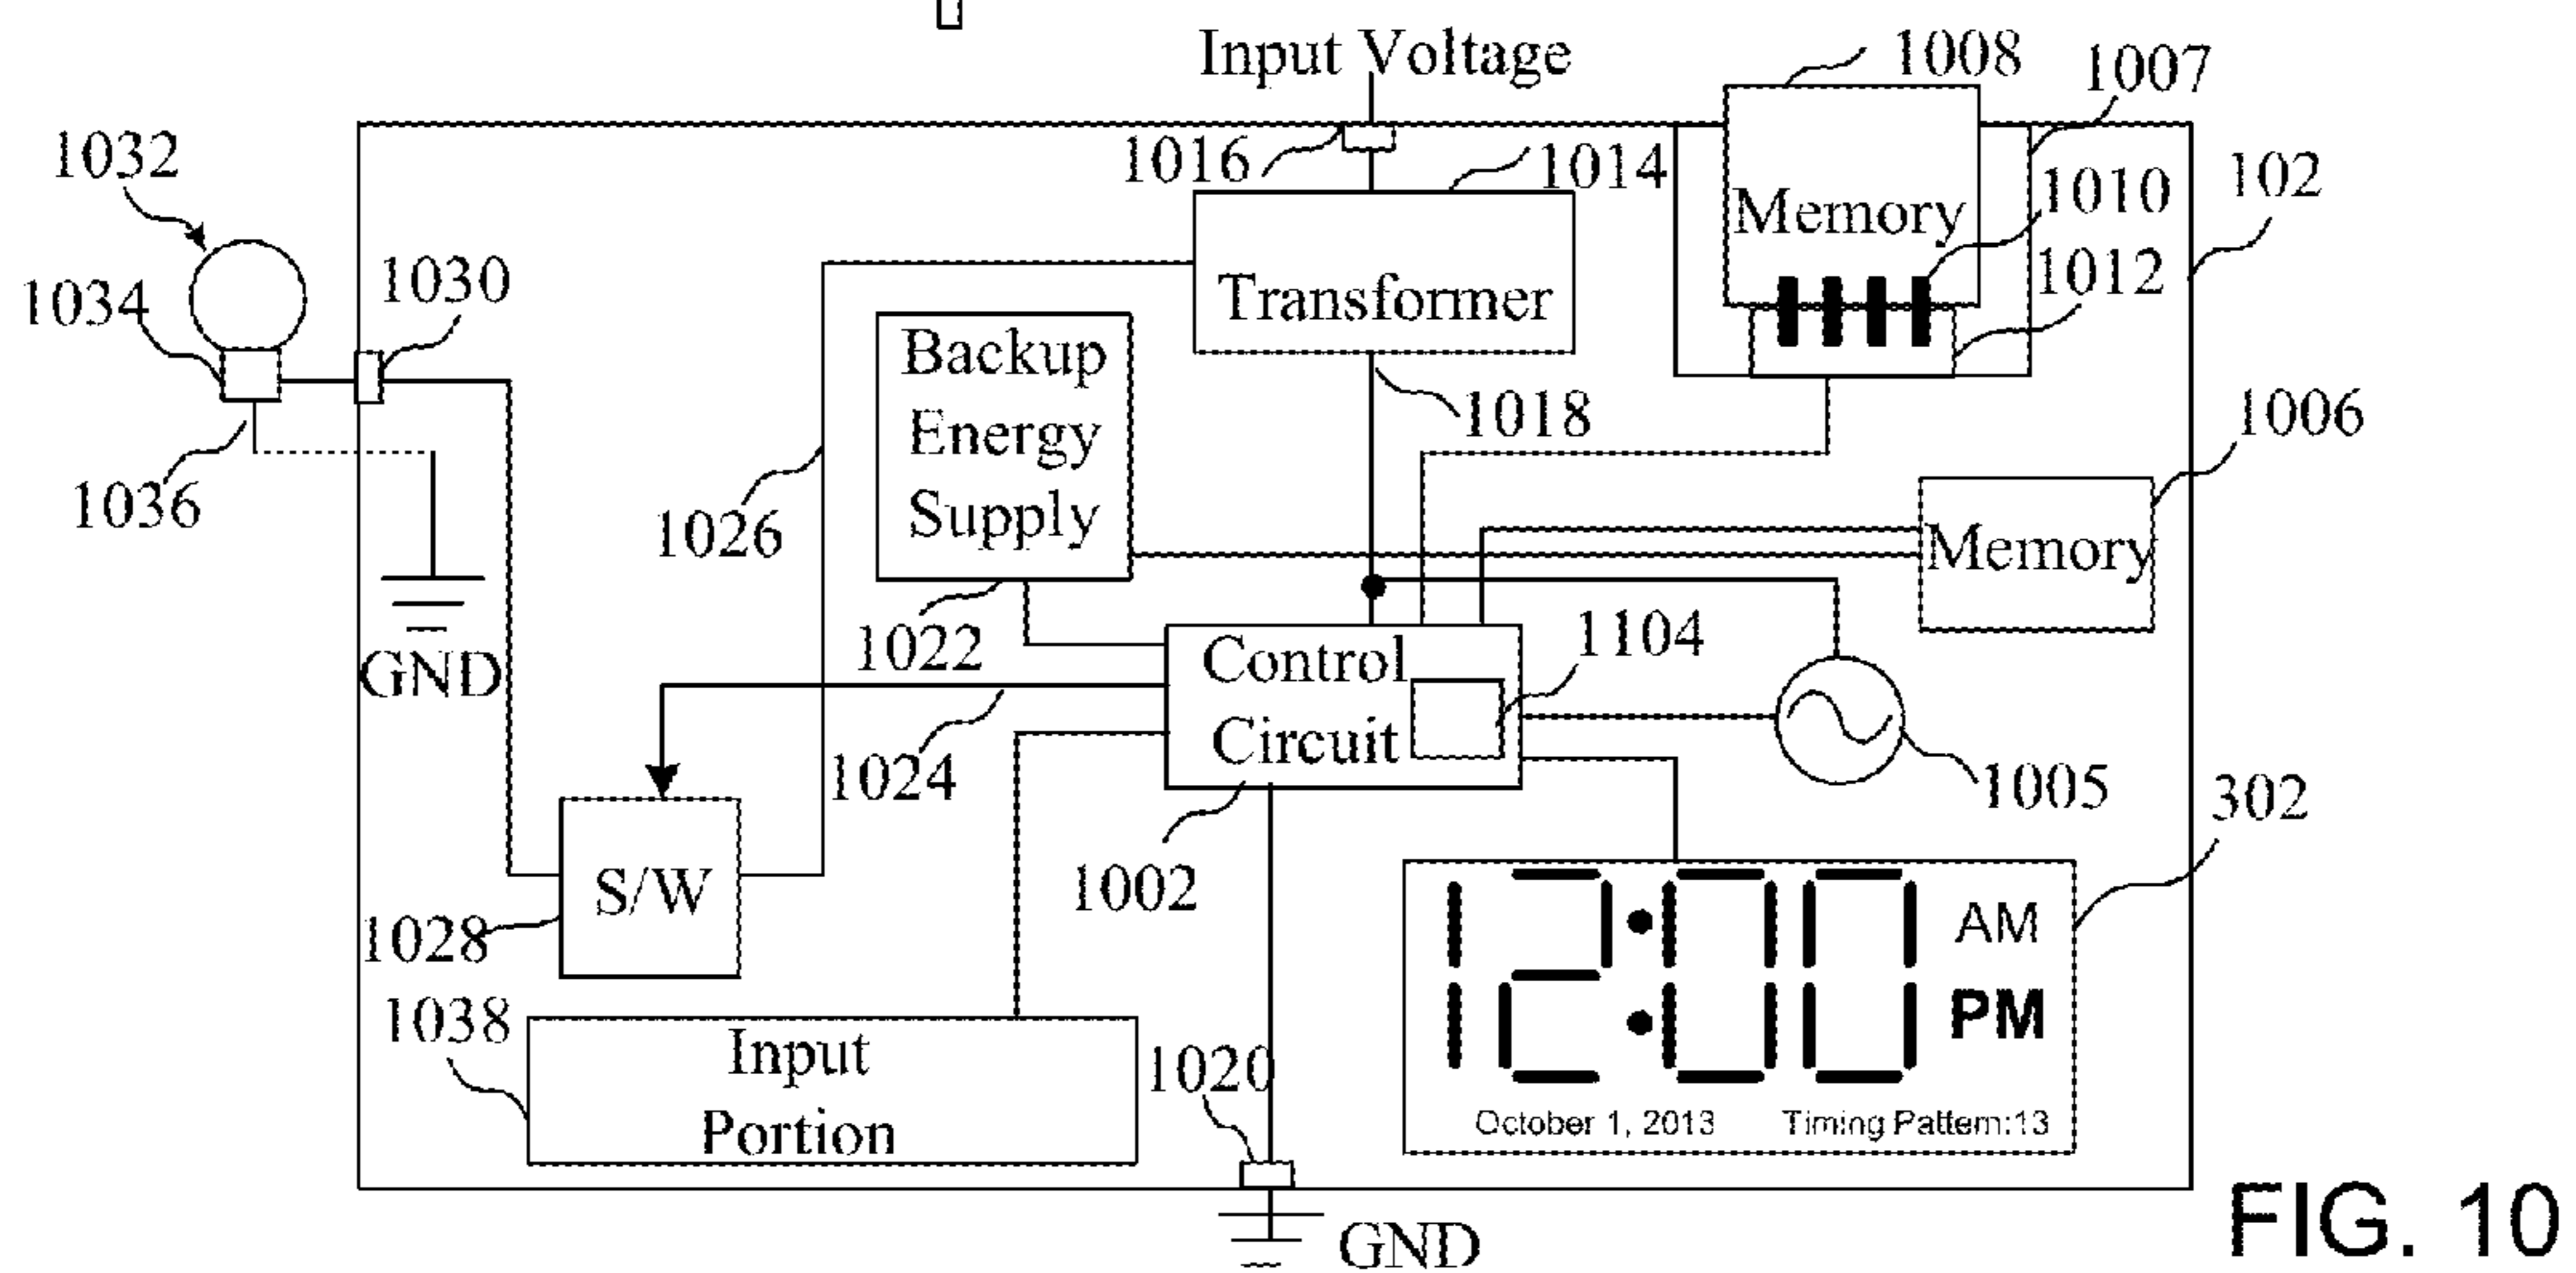 Input Voltage
1008
1007
1032
1016
1014
102
1010
Memory
1034
1030
1012
Transformer
Backup
Energy
Supply
1018
1006
1036
1026
Memory
1022
GND
Control
Circuit
1104
1024
1005
302
1002
S/W
1028
12:00
AM
PM
1038
Input
Portion
1020
October 1, 2013
Timing Pattern:13
GND
FIG. 10